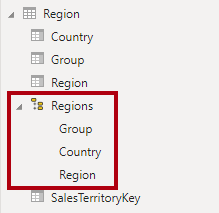 Region
Country
Group
Region
Regions
Group
Country
Region
SalesTerritoryKey